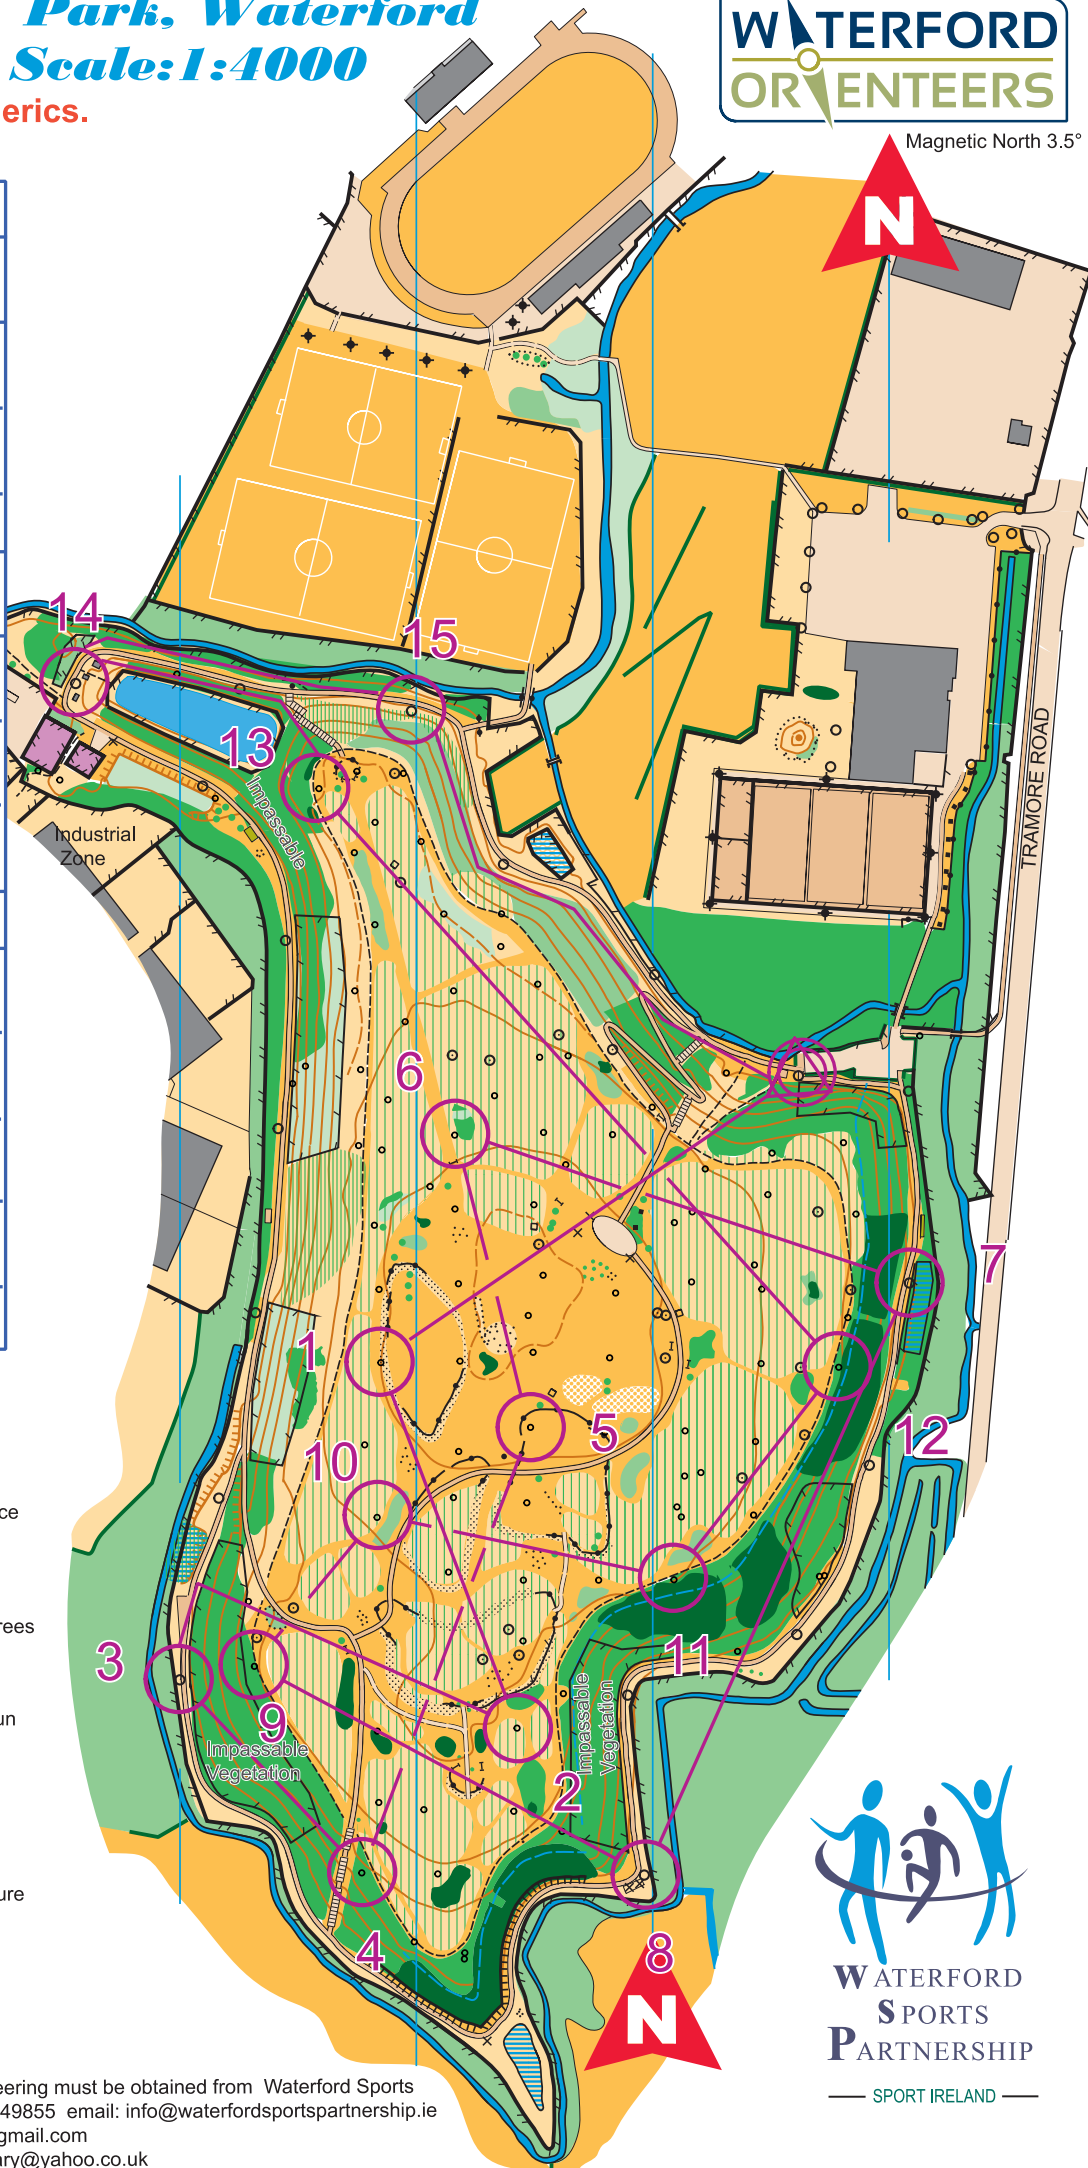 Park, Waterford
Scale:1:4000
erics.
WATERFORD
ORIENTEERS
Magnetic North 3.5°
N
14
15
13
Impassable
Industrial
Zone
TRAMORE ROAD
6
7
1
5
12
10
ce
rees
3
11
9
un
Impassable
Vegetation
Impassable
Vegetation
2
ure
4
8
N
WATERFORD
SPORTS
PARTNERSHIP
SPORT IRELAND
eering must be obtained from Waterford Sports
49855 email: info@waterfordsportspartnership.ie
gmail.com
ary@yahoo.co.uk